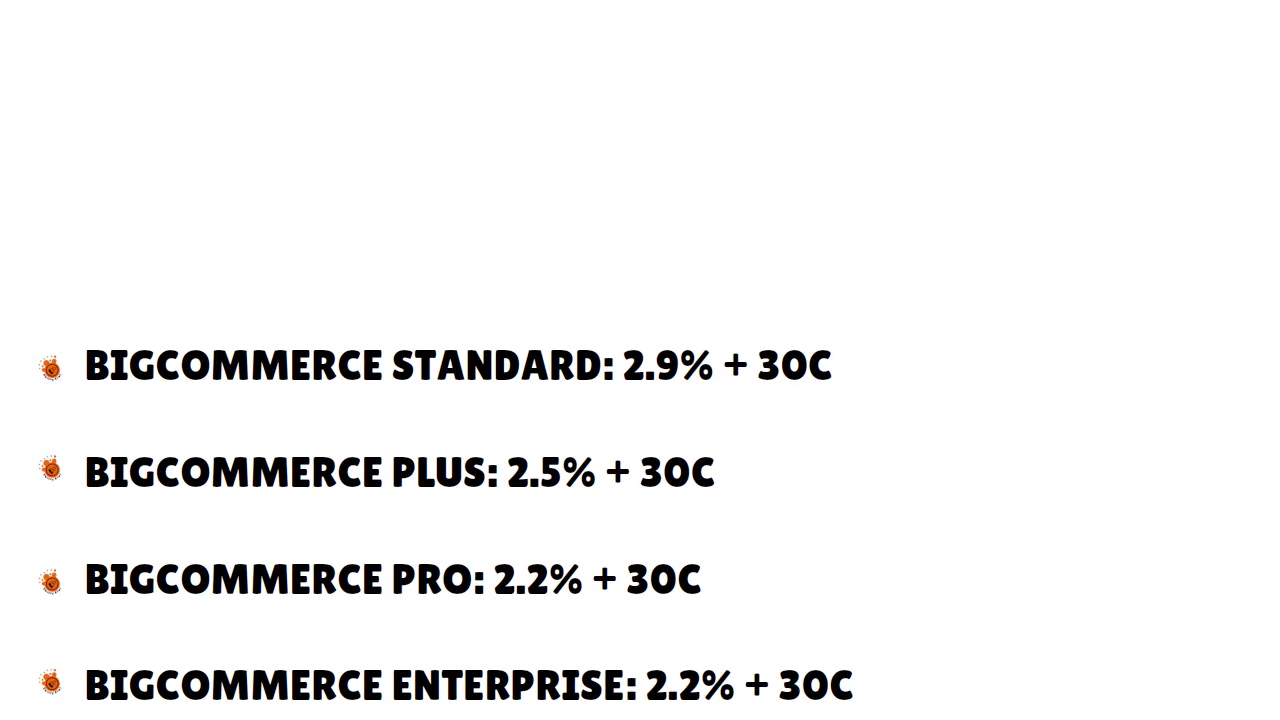 BIGCOMMERCE STANDARD: 2.9% + 30C
BIGCOMMERCE PLUS: 2.5% + 30C
BIGCOMMERCE PRO: 2.2% + 30C
BIGCOMMERCE ENTERPRISE: 2.2% + 30C